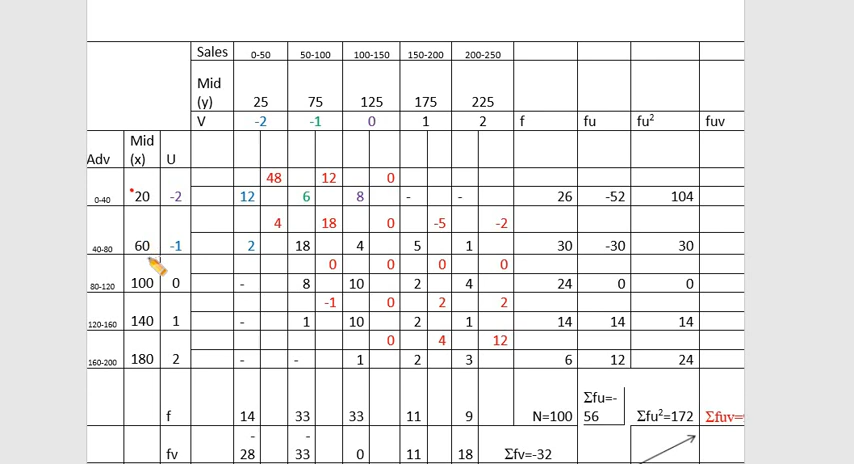 Sales 0-50 50-100 100-150 150-200 200-250
Mid
(y) 25 75 125 175 225
V -2 -1 0 1 2 f fu fu² fuv
Mid
Adv (x) U
48 12 0
0-40 20 -2 12 6 8 - - 26 -52 104
4 18 0 -5 -2
40-80 60 -1 2 18 4 5 1 30 -30 30
0 0 0 0
80-120 100 0 - 8 10 2 4 24 0 0
-1 0 2 2
120-160 140 1 - 1 10 2 1 14 14 14
0 4 12
160-200 180 2 - - 1 2 3 6 12 24
Σfu=-
f 14 33 33 11 9 N=100 56 Σfu²=172 Σfuv=
- -
fv 28 33 0 11 18 Σfv=-32